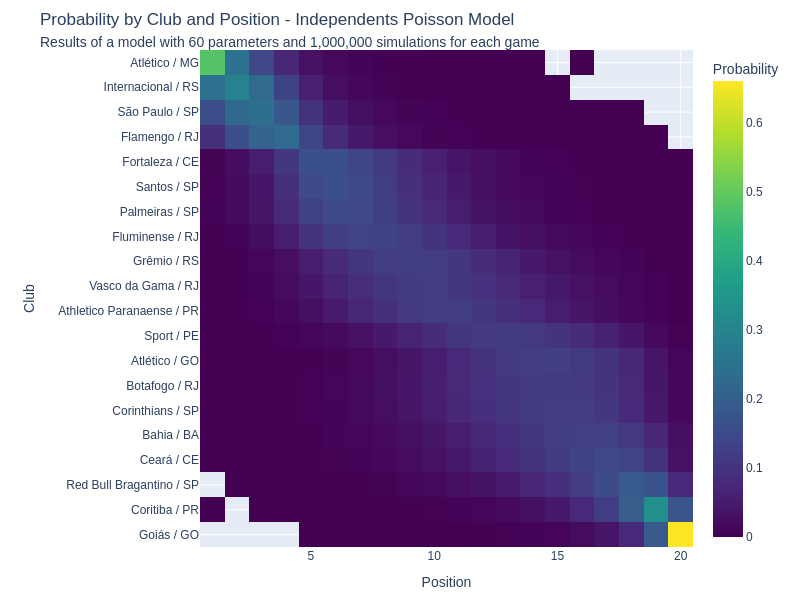 Probability by Club and Position - Independents Poisson Model
Results of a model with 60 parameters and 1,000,000 simulations for each game
Probability
Atlético / MG
Internacional / RS
São Paulo / SP
Flamengo / RJ
Fortaleza / CE
Santos / SP
Palmeiras / SP
Fluminense / RJ
Grêmio / RS
Vasco da Gama / RJ
Athletico Paranaense / PR
Sport / PE
Atlético / GO
Botafogo / RJ
Corinthians / SP
Bahia / BA
Ceará / CE
Red Bull Bragantino / SP
Coritiba / PR
Goiás / GO
Club
5
10
15
20
Position
0.6
0.5
0.4
0.3
0.2
0.1
0